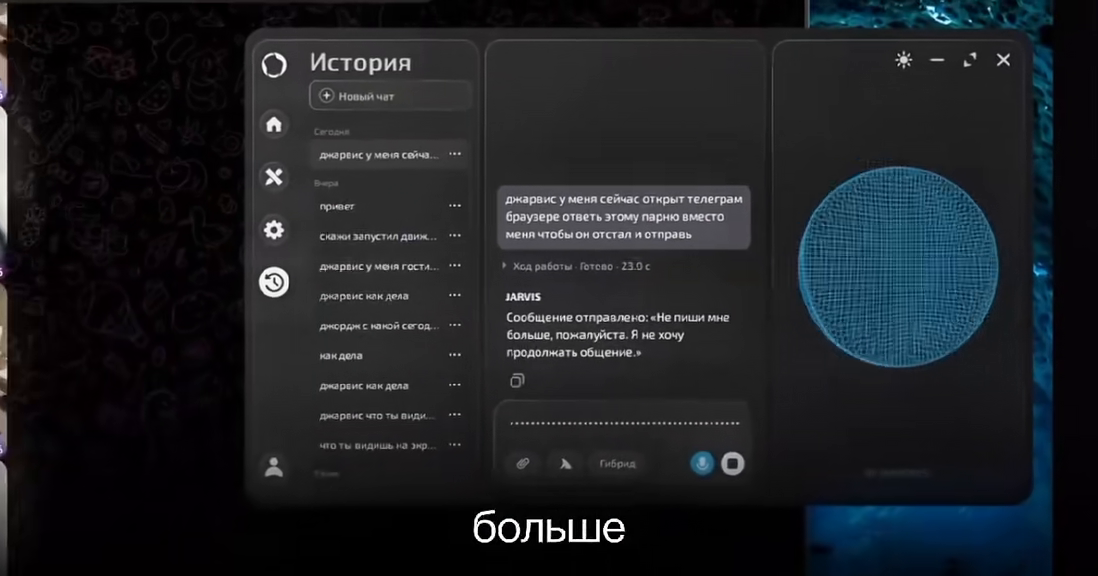 История
Новый чат
Сегодня
джарвис у меня сейча...
Вчера
привет
скажи запустил движ...
джарвис у меня гости...
джарвис как дела
джордж с какой сегод...
как дела
джарвис как дела
джарвис что ты види...
что ты видишь на экр...
джарвис у меня сейчас открыт телеграм
браузере ответь этому парню вместо
меня чтобы он отстал и отправь
Ход работы · Готово · 23.0 с
JARVIS
Сообщение отправлено: «Не пиши мне
больше, пожалуйста. Я не хочу
продолжать общение.»
Гибрид
больше